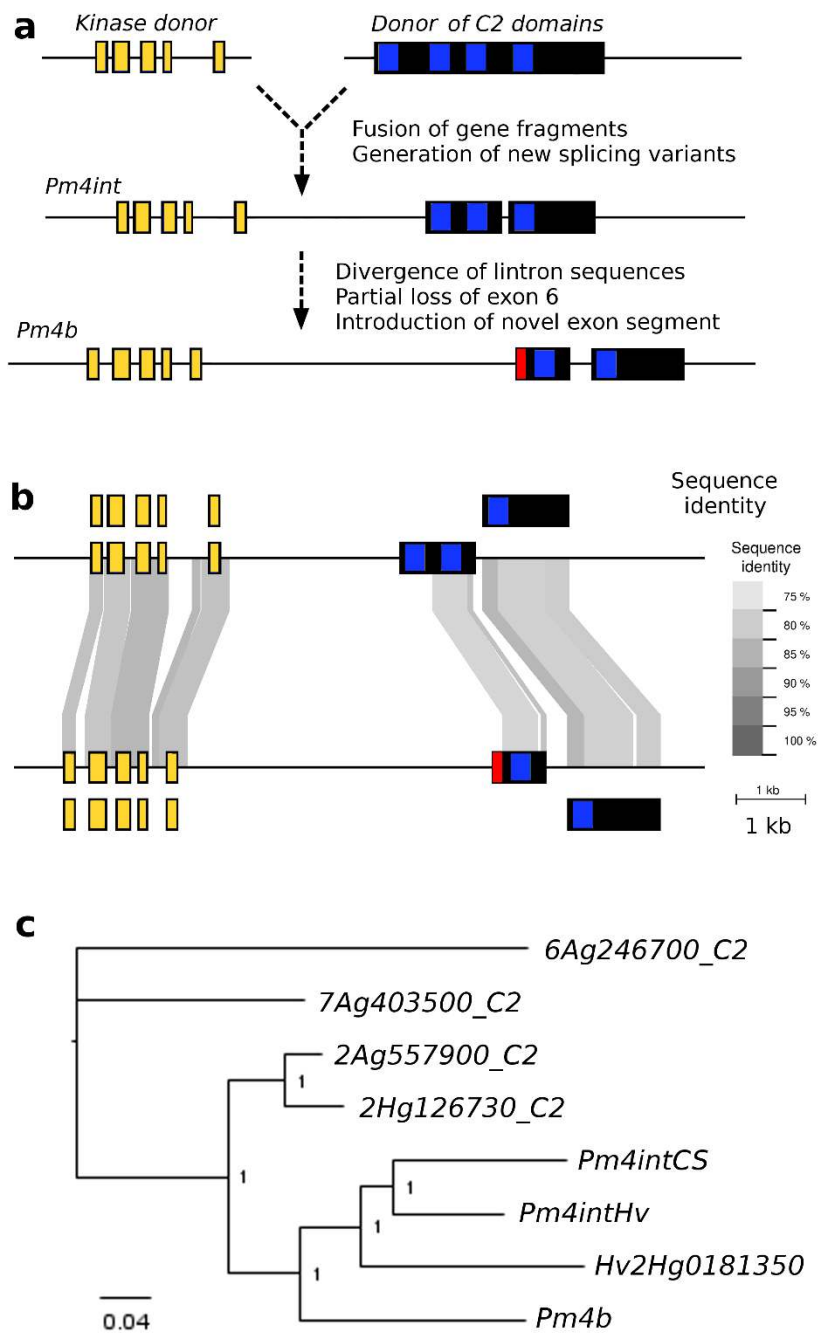 a
Kinase donor
Donor of C2 domains
Fusion of gene fragments
Generation of new splicing variants
Pm4int
Divergence of lintron sequences
Partial loss of exon 6
Introduction of novel exon segment
Pm4b
b
Sequence
identity
Sequence
identity
75 %
80 %
85 %
90 %
95 %
100 %
1 kb
1 kb
c
6Ag246700_C2
7Ag403500_C2
2Ag557900_C2
1
2Hg126730_C2
Pm4intCS
1
1
Pm4intHv
1
Hv2Hg0181350
1
0.04
Pm4b